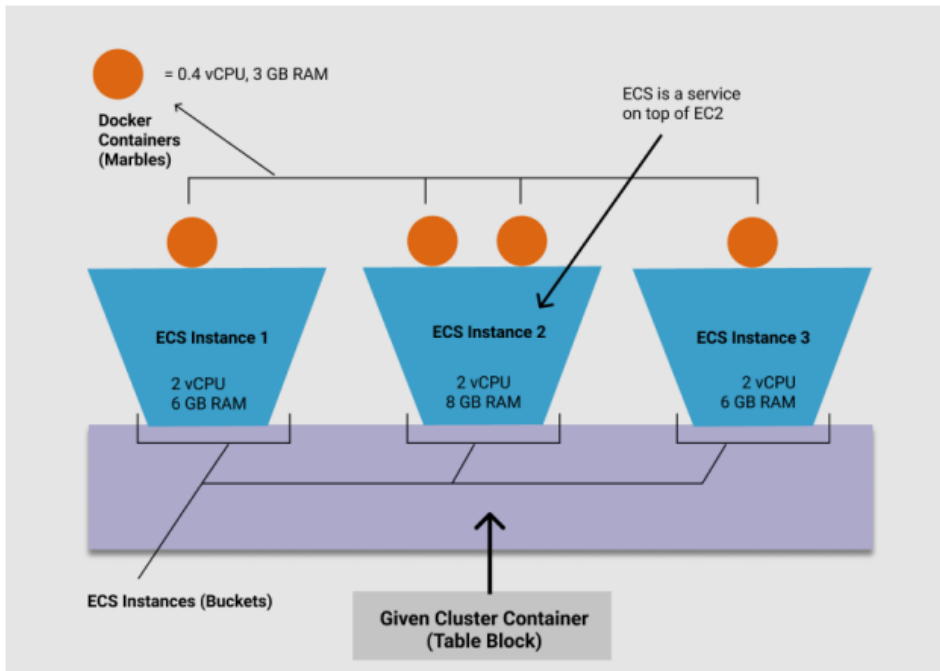 = 0.4 vCPU, 3 GB RAM
Docker
Containers
(Marbles)
ECS is a service
on top of EC2
ECS Instance 1
2 vCPU
6 GB RAM
ECS Instance 2
2 vCPU
8 GB RAM
ECS Instance 3
2 vCPU
6 GB RAM
ECS Instances (Buckets)
Given Cluster Container
(Table Block)